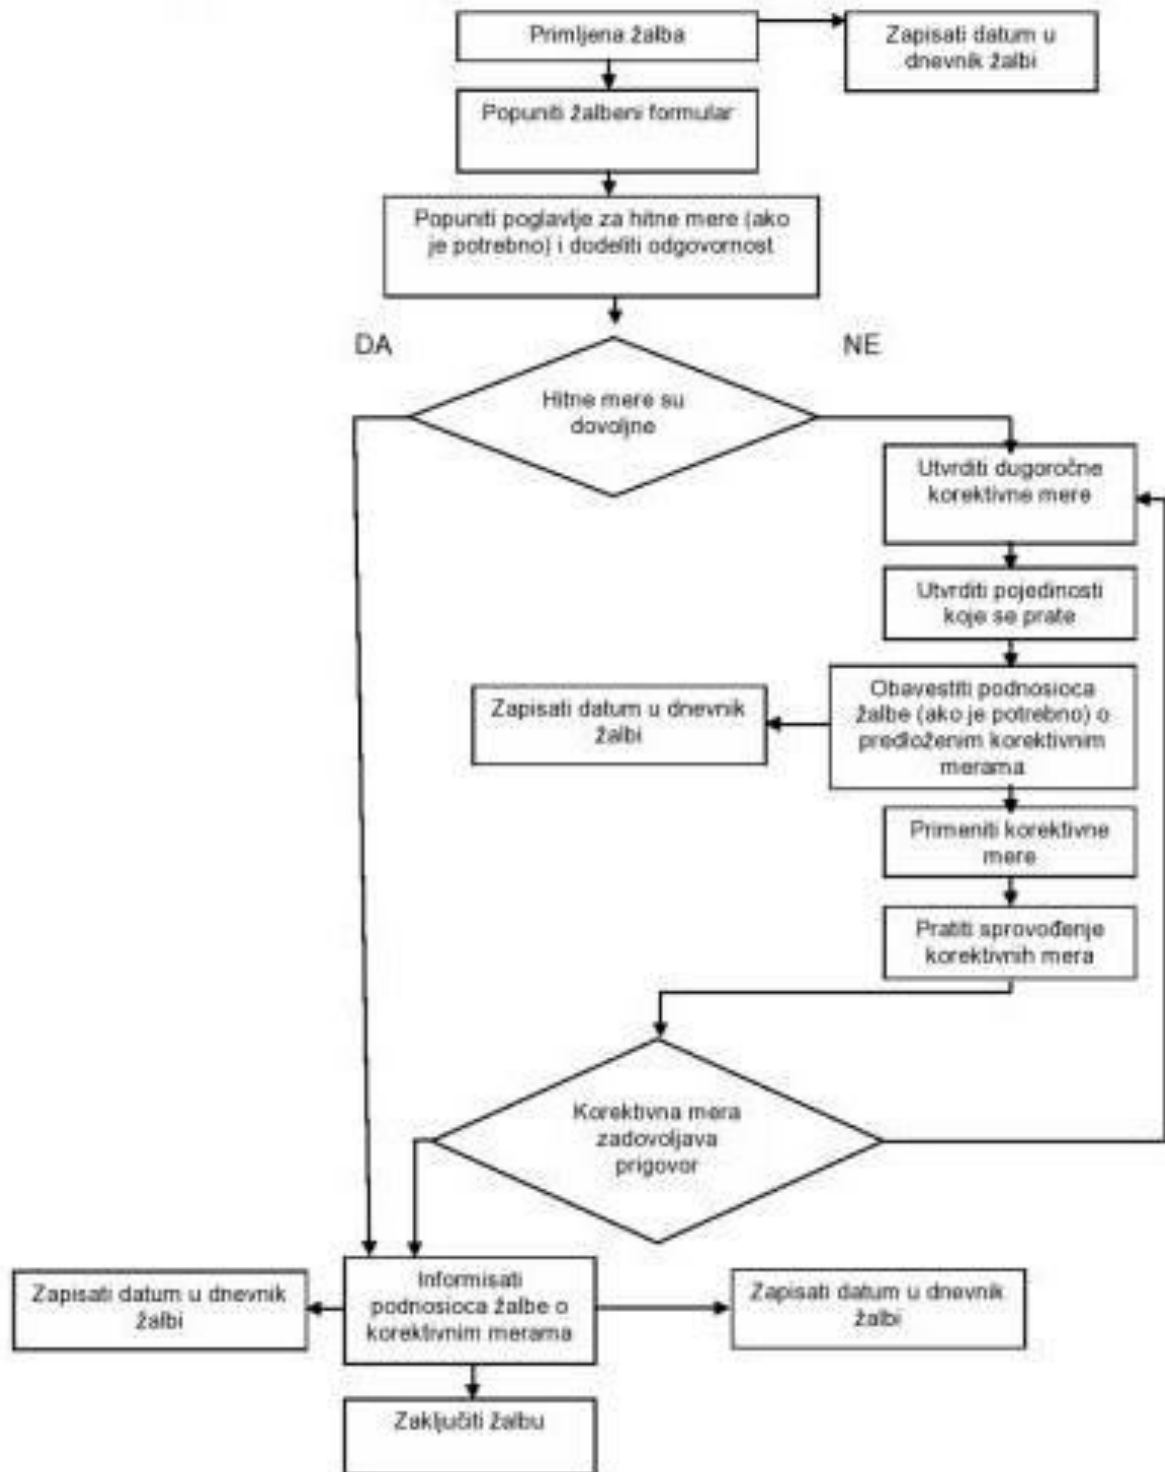 Primljena žalba
Zapisati datum u
dnevnik žalbi
Popuniti žalbeni formular
Popuniti poglavlje za hitne mere (ako
je potrebno) i dodeliti odgovornost
DA
NE
Hitne mere su
dovoljne
Utvrditi dugoročne
korektivne mere
Utvrditi pojedinosti
koje se prate
Obavestiti podnosioca
žalbe (ako je potrebno) o
predloženim korektivnim
merama
Zapisati datum u dnevnik
žalbi
Primeniti korektivne
mere
Pratiti sprovođenje
korektivnih mera
Korektivna mera
zadovoljava
prigovor
Zapisati datum u dnevnik
žalbi
Informisati
podnosioca žalbe o
korektivnim merama
Zapisati datum u dnevnik
žalbi
Zaključiti žalbu